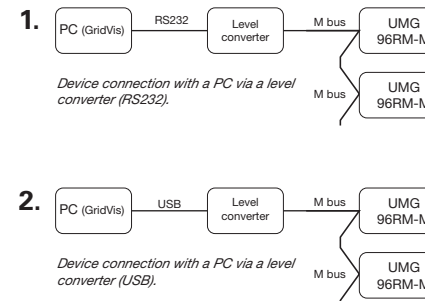 1.
PC (GridVis)
RS232
Level
converter
M bus
UMG
96RM-M
Device connection with a PC via a level
converter (RS232).
M bus
UMG
96RM-M
2.
PC (GridVis)
USB
Level
converter
M bus
UMG
96RM-M
Device connection with a PC via a level
converter (USB).
M bus
UMG
96RM-M